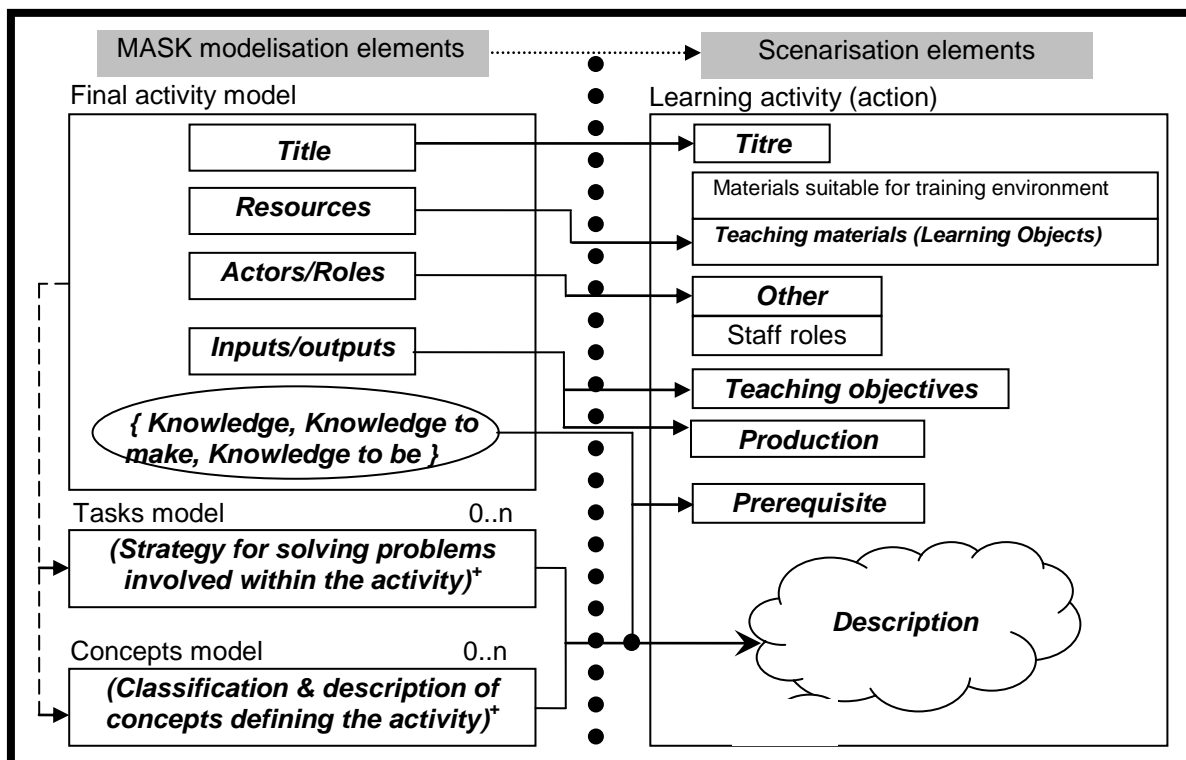 MASK modelisation elements
Scenarisation elements
Final activity model
Title
Resources
Actors/Roles
Inputs/outputs
{ Knowledge, Knowledge to
make, Knowledge to be }
Tasks model 0..n
(Strategy for solving problems
involved within the activity)+
Concepts model 0..n
(Classification & description of
concepts defining the activity)+
Learning activity (action)
Titre
Materials suitable for training environment
Teaching materials (Learning Objects)
Other
Staff roles
Teaching objectives
Production
Prerequisite
Description